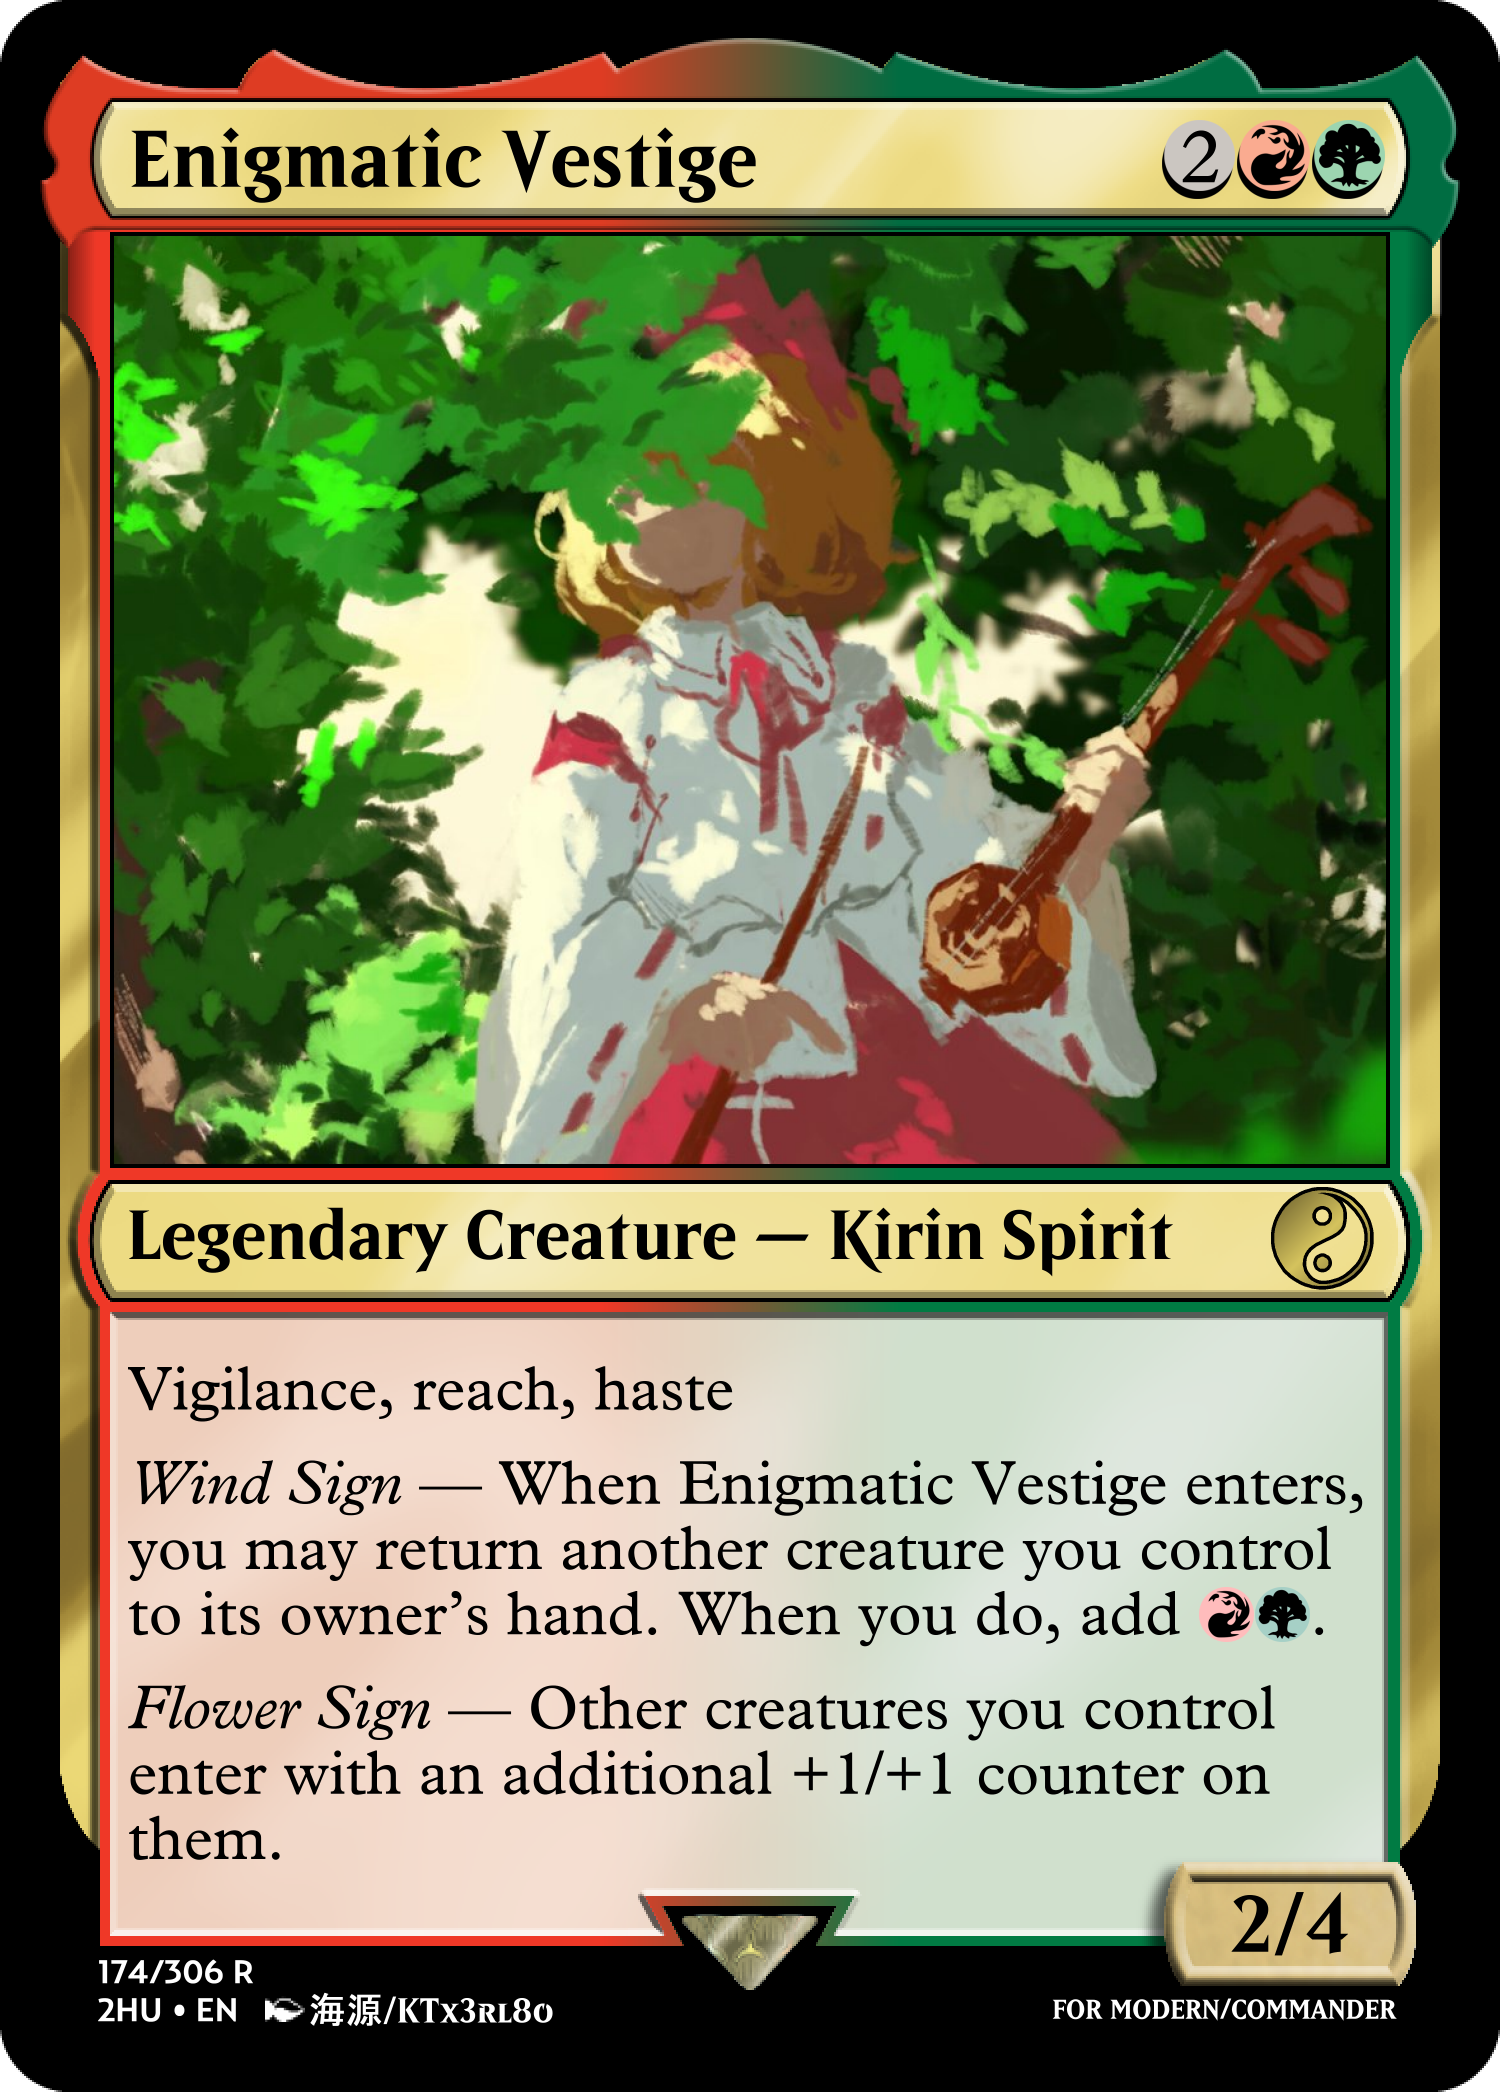 Enigmatic Vestige 2
Legendary Creature — Kirin Spirit
Vigilance, reach, haste
Wind Sign — When Enigmatic Vestige enters,
you may return another creature you control
to its owner's hand. When you do, add .
Flower Sign — Other creatures you control
enter with an additional +1/+1 counter on
them.
2/4
174/306 R
2HU • EN 海源/KTx3RL8O
FOR MODERN/COMMANDER